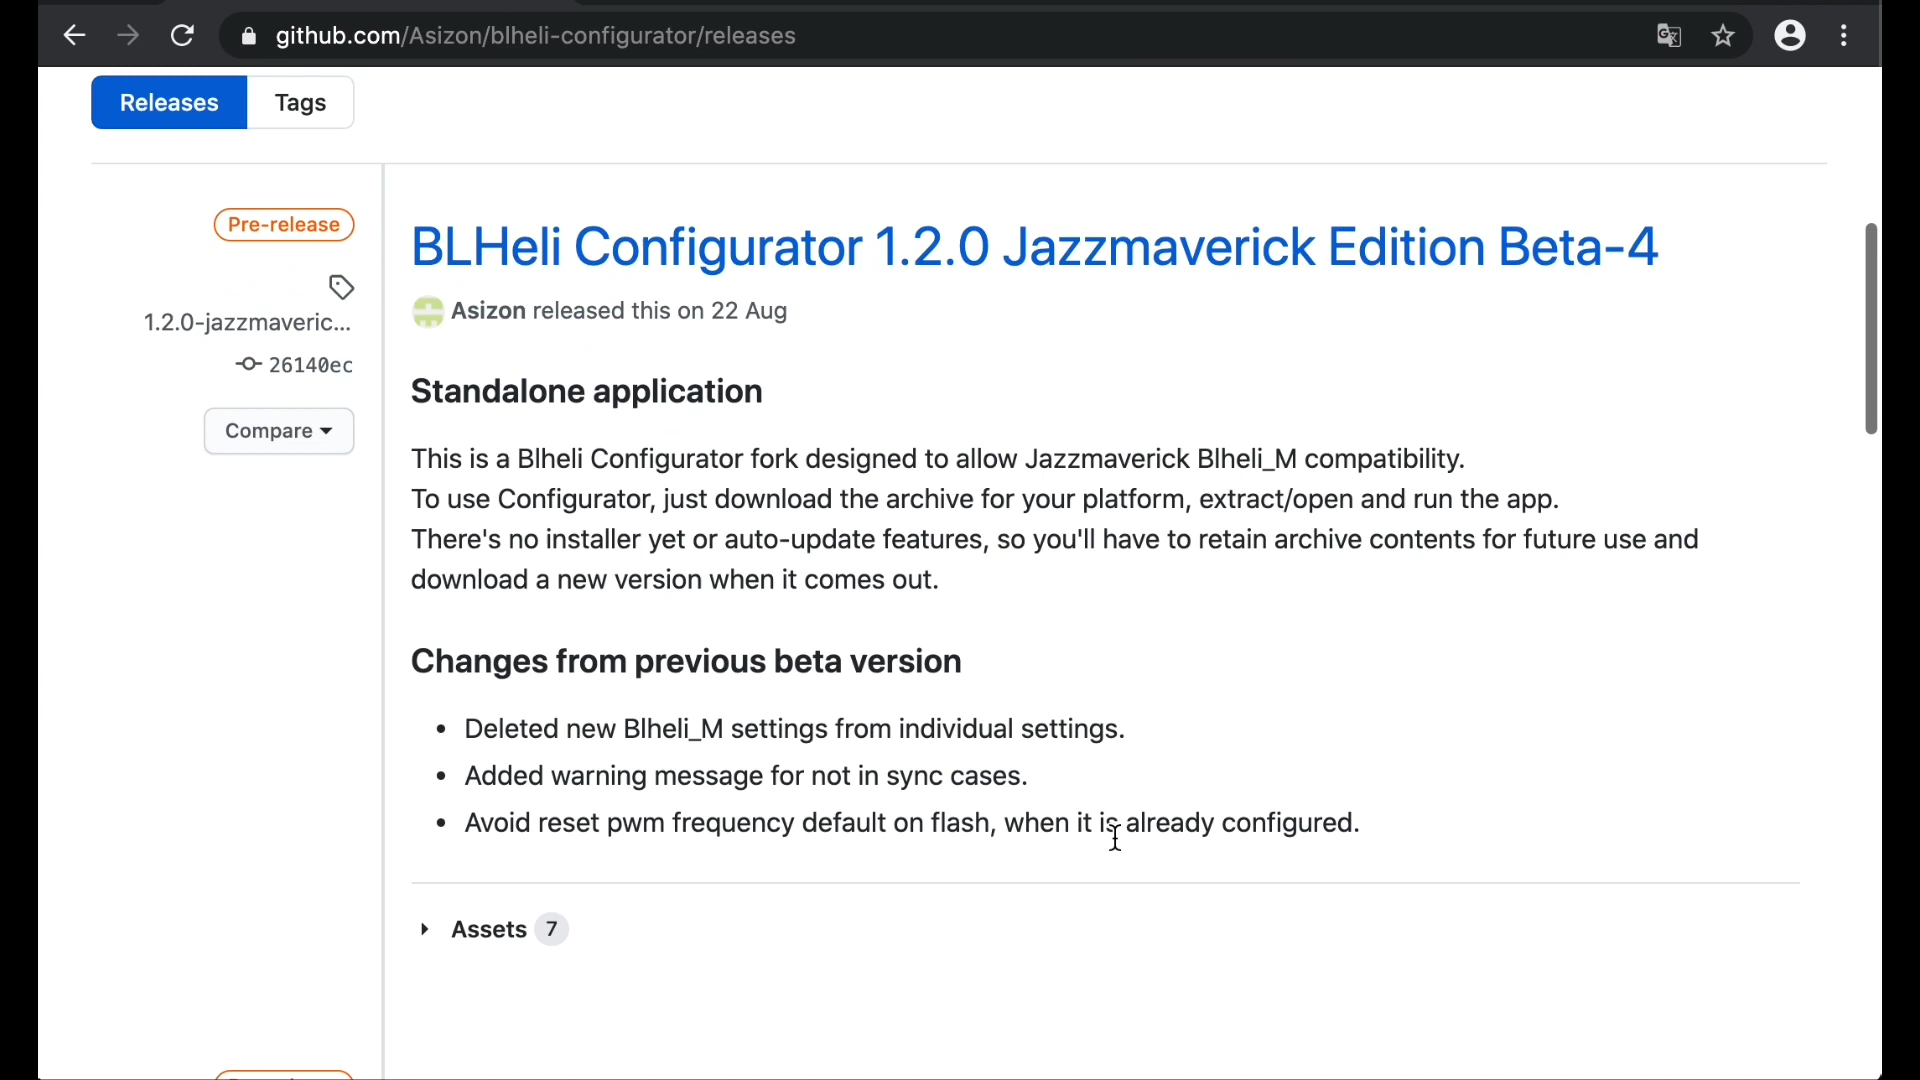 github.com/Asizon/blheli-configurator/releases
Releases
Tags
Pre-release
1.2.0-jazzmaveric...
26140ec
Compare
BLHeli Configurator 1.2.0 Jazzmaverick Edition Beta-4
Asizon released this on 22 Aug
Standalone application
This is a Blheli Configurator fork designed to allow Jazzmaverick Blheli_M compatibility.
To use Configurator, just download the archive for your platform, extract/open and run the app.
There's no installer yet or auto-update features, so you'll have to retain archive contents for future use and
download a new version when it comes out.
Changes from previous beta version
• Deleted new Blheli_M settings from individual settings.
• Added warning message for not in sync cases.
• Avoid reset pwm frequency default on flash, when it is already configured.
Assets 7